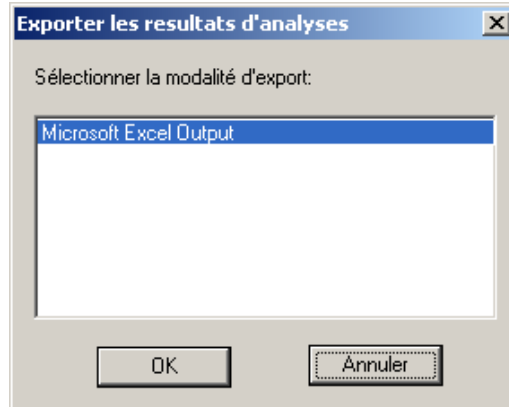 Exporter les resultats d'analyses
Sélectionner la modalité d'export:
Microsoft Excel Output
OK
Annuler